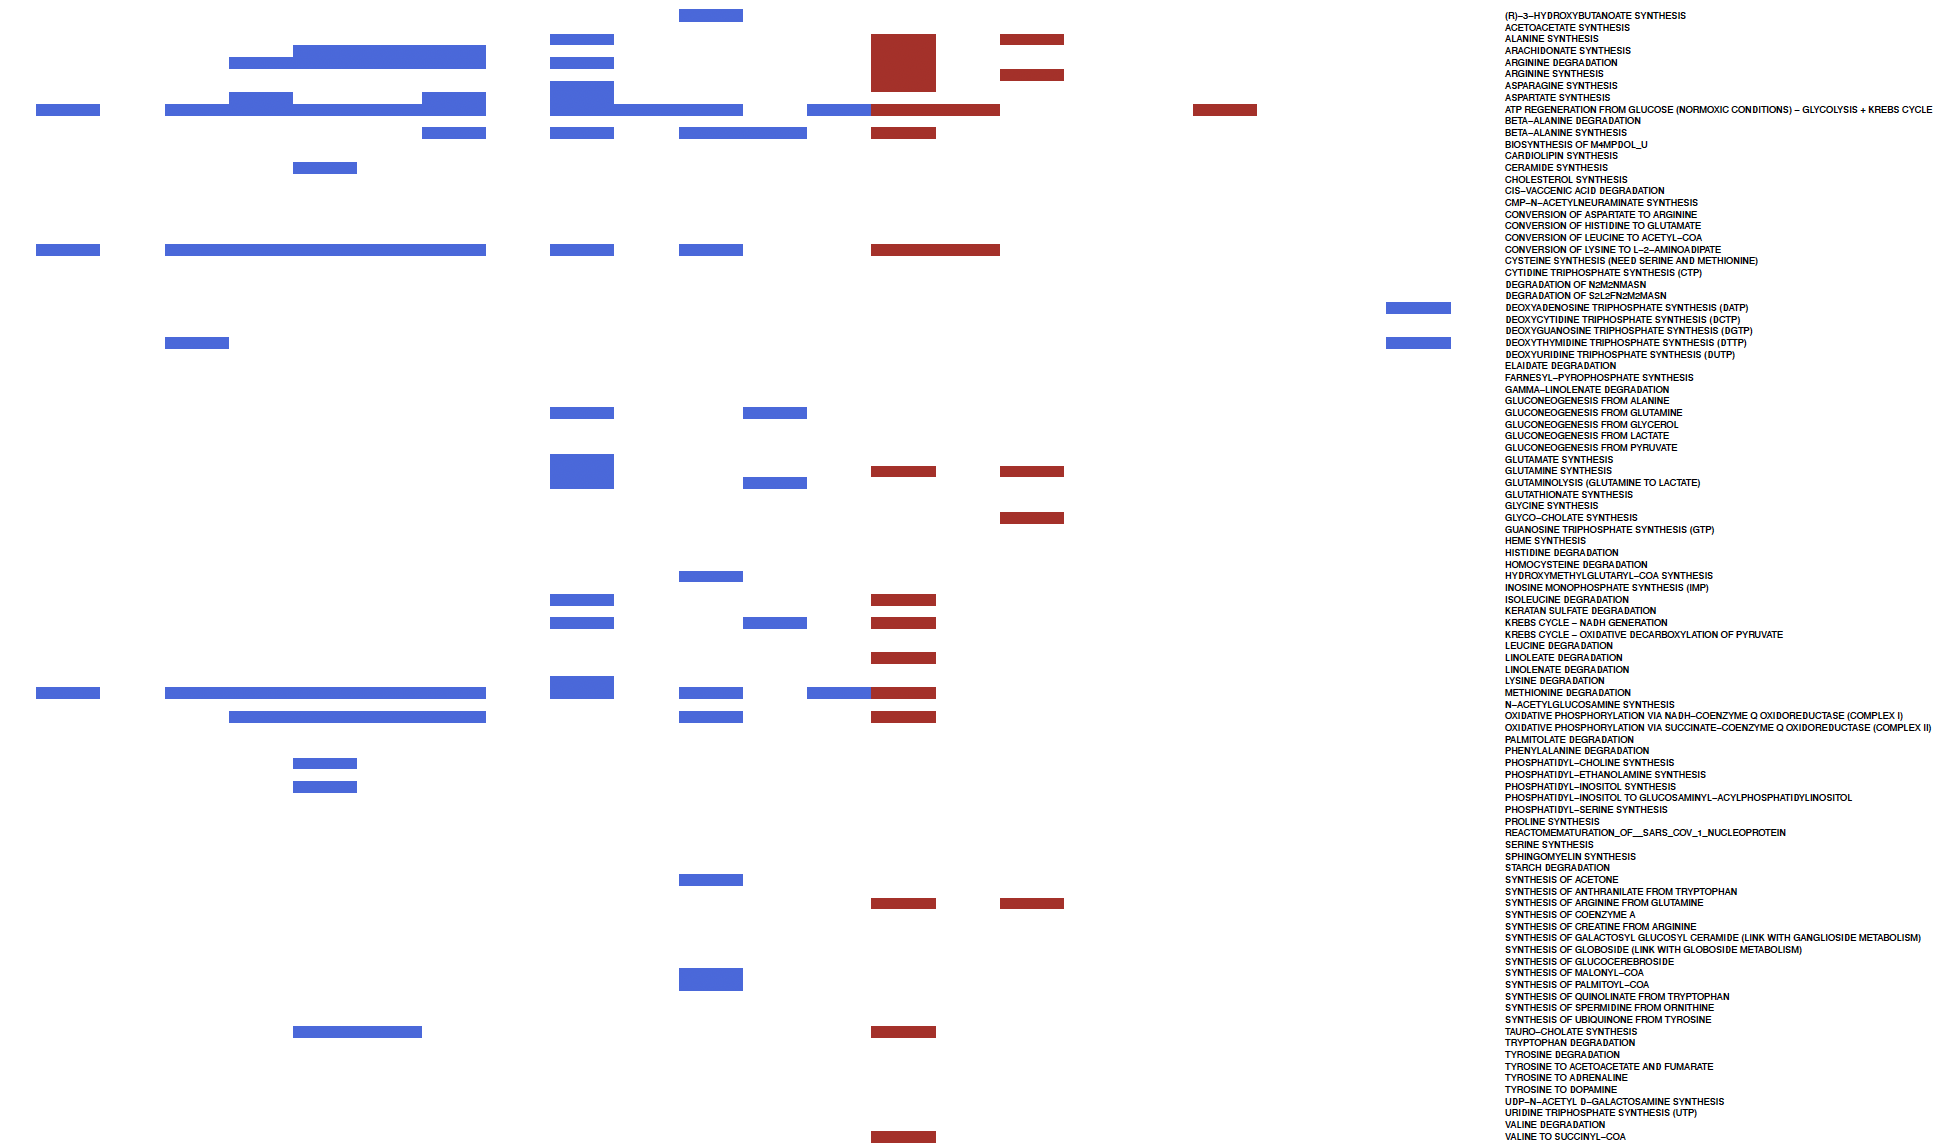 (R)–3–HYDROXYBUTANOATE SYNTHESIS
ACETOACETATE SYNTHESIS
ALANINE SYNTHESIS
ARACHIDONATE SYNTHESIS
ARGININE DEGRADATION
ARGININE SYNTHESIS
ASPARAGINE SYNTHESIS
ASPARTATE SYNTHESIS
ATP REGENERATION FROM GLUCOSE (NORMOXIC CONDITIONS) – GLYCOLYSIS + KREBS CYCLE
BETA–ALANINE DEGRADATION
BETA–ALANINE SYNTHESIS
BIOSYNTHESIS OF M4MPDOL_U
CARDIOLIPIN SYNTHESIS
CERAMIDE SYNTHESIS
CHOLESTEROL SYNTHESIS
CIS–VACCENIC ACID DEGRADATION
CMP–N–ACETYLNEURAMINATE SYNTHESIS
CONVERSION OF ASPARTATE TO ARGININE
CONVERSION OF HISTIDINE TO GLUTAMATE
CONVERSION OF LEUCINE TO ACETYL–COA
CONVERSION OF LYSINE TO L–2–AMINOADIPATE
CYSTEINE SYNTHESIS (NEED SERINE AND METHIONINE)
CYTIDINE TRIPHOSPHATE SYNTHESIS (CTP)
DEGRADATION OF N2M2NMASN
DEGRADATION OF S2L2FN2M2MASN
DEOXYADENOSINE TRIPHOSPHATE SYNTHESIS (DATP)
DEOXYCYTIDINE TRIPHOSPHATE SYNTHESIS (DCTP)
DEOXYGUANOSINE TRIPHOSPHATE SYNTHESIS (DGTP)
DEOXYTHYMIDINE TRIPHOSPHATE SYNTHESIS (DTTP)
DEOXYURIDINE TRIPHOSPHATE SYNTHESIS (DUTP)
ELAIDATE DEGRADATION
FARNESYL–PYROPHOSPHATE SYNTHESIS
GAMMA–LINOLENATE DEGRADATION
GLUCONEOGENESIS FROM ALANINE
GLUCONEOGENESIS FROM GLUTAMINE
GLUCONEOGENESIS FROM GLYCEROL
GLUCONEOGENESIS FROM LACTATE
GLUCONEOGENESIS FROM PYRUVATE
GLUTAMATE SYNTHESIS
GLUTAMINE SYNTHESIS
GLUTAMINOLYSIS (GLUTAMINE TO LACTATE)
GLUTATHIONATE SYNTHESIS
GLYCINE SYNTHESIS
GLYCO–CHOLATE SYNTHESIS
GUANOSINE TRIPHOSPHATE SYNTHESIS (GTP)
HEME SYNTHESIS
HISTIDINE DEGRADATION
HOMOCYSTEINE DEGRADATION
HYDROXYMETHYLGLUTARYL–COA SYNTHESIS
INOSINE MONOPHOSPHATE SYNTHESIS (IMP)
ISOLEUCINE DEGRADATION
KERATAN SULFATE DEGRADATION
KREBS CYCLE – NADH GENERATION
KREBS CYCLE – OXIDATIVE DECARBOXYLATION OF PYRUVATE
LEUCINE DEGRADATION
LINOLEATE DEGRADATION
LINOLENATE DEGRADATION
LYSINE DEGRADATION
METHIONINE DEGRADATION
N–ACETYLGLUCOSAMINE SYNTHESIS
OXIDATIVE PHOSPHORYLATION VIA NADH–COENZYME Q OXIDOREDUCTASE (COMPLEX I)
OXIDATIVE PHOSPHORYLATION VIA SUCCINATE–COENZYME Q OXIDOREDUCTASE (COMPLEX II)
PALMITOLATE DEGRADATION
PHENYLALANINE DEGRADATION
PHOSPHATIDYL–CHOLINE SYNTHESIS
PHOSPHATIDYL–ETHANOLAMINE SYNTHESIS
PHOSPHATIDYL–INOSITOL SYNTHESIS
PHOSPHATIDYL–INOSITOL TO GLUCOSAMINYL–ACYLPHOSPHATIDYLINOSITOL
PHOSPHATIDYL–SERINE SYNTHESIS
PROLINE SYNTHESIS
REACTOMEMATURATION_OF__SARS_COV_1_NUCLEOPROTEIN
SERINE SYNTHESIS
SPHINGOMYELIN SYNTHESIS
STARCH DEGRADATION
SYNTHESIS OF ACETONE
SYNTHESIS OF ANTHRANILATE FROM TRYPTOPHAN
SYNTHESIS OF ARGININE FROM GLUTAMINE
SYNTHESIS OF COENZYME A
SYNTHESIS OF CREATINE FROM ARGININE
SYNTHESIS OF GALACTOSYL GLUCOSYL CERAMIDE (LINK WITH GANGLIOSIDE METABOLISM)
SYNTHESIS OF GLOBOSIDE (LINK WITH GLOBOSIDE METABOLISM)
SYNTHESIS OF GLUCOCEREBROSIDE
SYNTHESIS OF MALONYL–COA
SYNTHESIS OF PALMITOYL–COA
SYNTHESIS OF QUINOLINATE FROM TRYPTOPHAN
SYNTHESIS OF SPERMIDINE FROM ORNITHINE
SYNTHESIS OF UBIQUINONE FROM TYROSINE
TAURO–CHOLATE SYNTHESIS
TRYPTOPHAN DEGRADATION
TYROSINE DEGRADATION
TYROSINE TO ACETOACETATE AND FUMARATE
TYROSINE TO ADRENALINE
TYROSINE TO DOPAMINE
UDP–N–ACETYL D–GALACTOSAMINE SYNTHESIS
URIDINE TRIPHOSPHATE SYNTHESIS (UTP)
VALINE DEGRADATION
VALINE TO SUCCINYL–COA